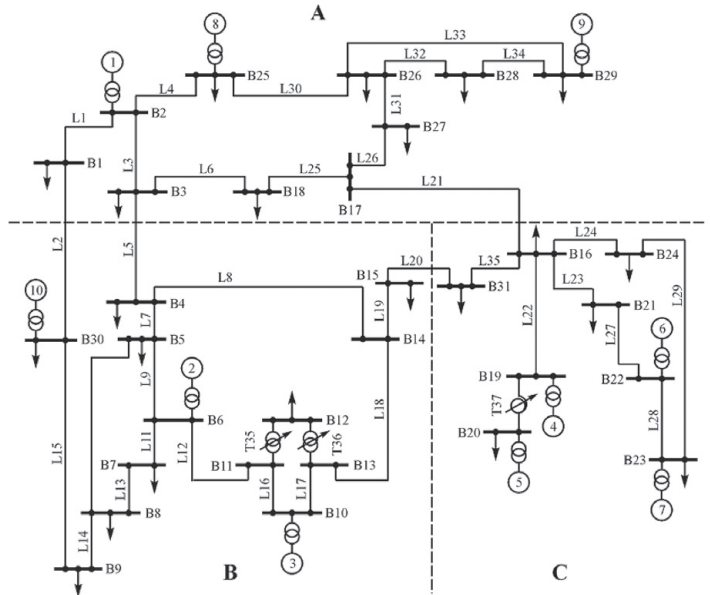 A
8
9
L33
1
L32
L34
B25
B26
B28
B29
L4
L30
L1
B2
L31
B27
B1
L3
L6
L25
L26
L21
B3
B18
B17
L2
L5
L24
L20
B16
B24
B15
L35
L23
10
L8
B31
L29
B4
L19
L22
B21
L7
L27
6
B30
B5
B14
2
L9
B19
B22
T37
L18
B12
4
B6
T35
T36
B20
L28
L11
L12
L15
B7
B11
B13
B23
L13
L16
L17
5
B8
B10
7
L14
3
B9
B
C